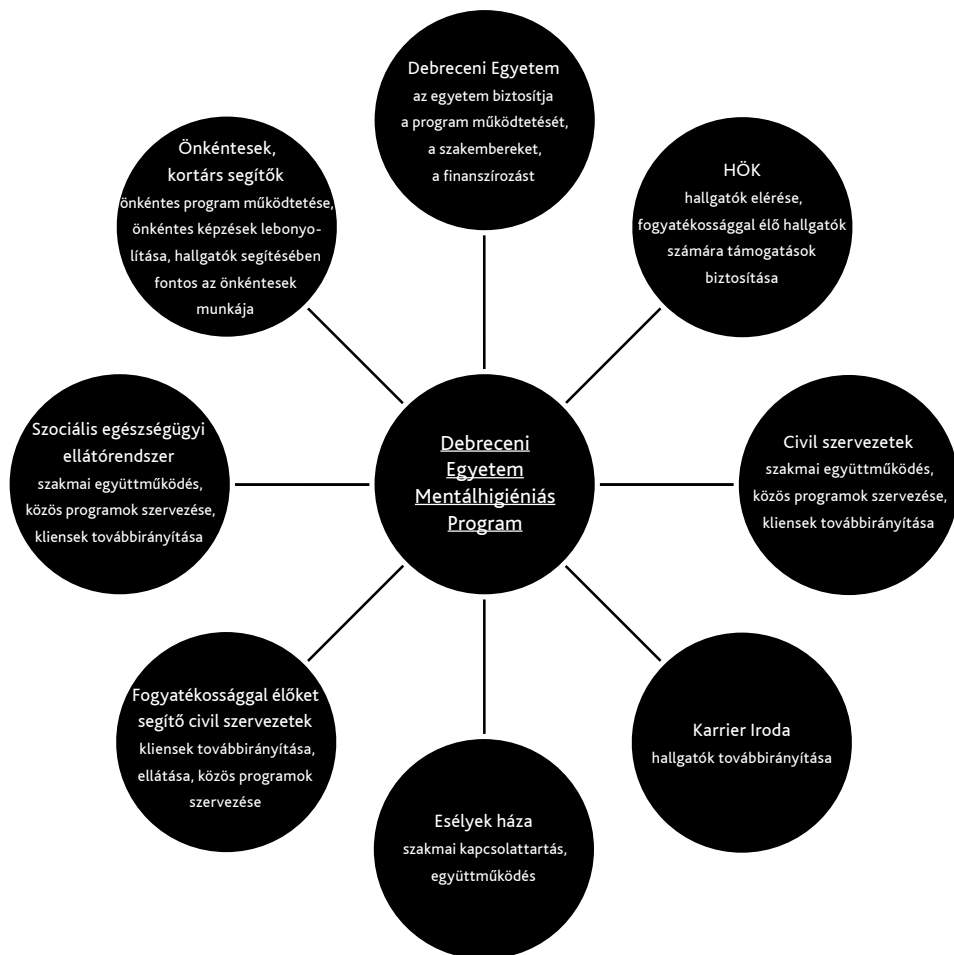 Debreceni Egyetem
az egyetem biztosítja
a program működtetését,
a szakembereket,
a finanszírozást
Önkéntesek,
kortárs segítők
önkéntes program működtetése,
önkéntes képzések lebonyo-
lítása, hallgatók segítésében
fontos az önkéntesek
munkája
HÖK
hallgatók elérése,
fogyatékossággal élő hallgatók
számára támogatások
biztosítása
Szociális egészségügyi
ellátórendszer
szakmai együttműködés,
közös programok szervezése,
kliensek továbbirányítása
Debreceni
Egyetem
Mentálhigiéniás
Program
Civil szervezetek
szakmai együttműködés,
közös programok szervezése,
kliensek továbbirányítása
Fogyatékossággal élőket
segítő civil szervezetek
kliensek továbbirányítása,
ellátása, közös programok
szervezése
Karrier Iroda
hallgatók továbbirányítása
Esélyek háza
szakmai kapcsolattartás,
együttműködés